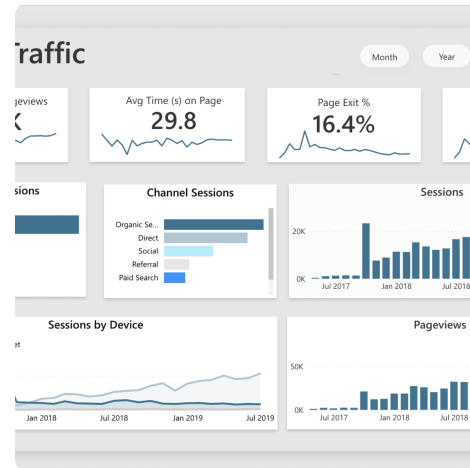 Traffic
Month
Year
geviews
K
Avg Time (s) on Page
29.8
Page Exit %
16.4%
sions
Channel Sessions
Organic Se...
Direct
Social
Referral
Paid Search
Sessions
20K
0K
Jul 2017
Jan 2018
Jul 2018
Sessions by Device
et
Jan 2018
Jul 2018
Jan 2019
Jul 2019
Pageviews
50K
0K
Jul 2017
Jan 2018
Jul 2018